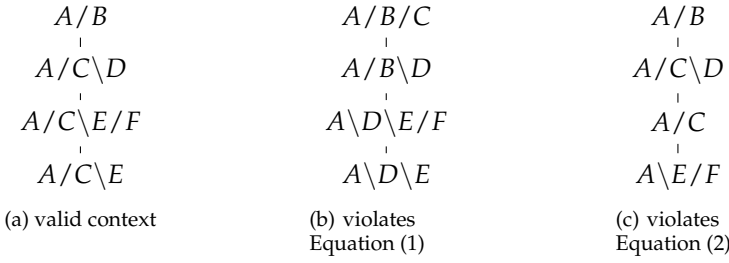 A/B A/B/C A/B
A/C\D A/B\D A/C\D
A/C\E/F A\D\E/F A/C
A/C\E A\D\E A\E/F
(a) valid context (b) violates (c) violates
Equation (1) Equation (2)